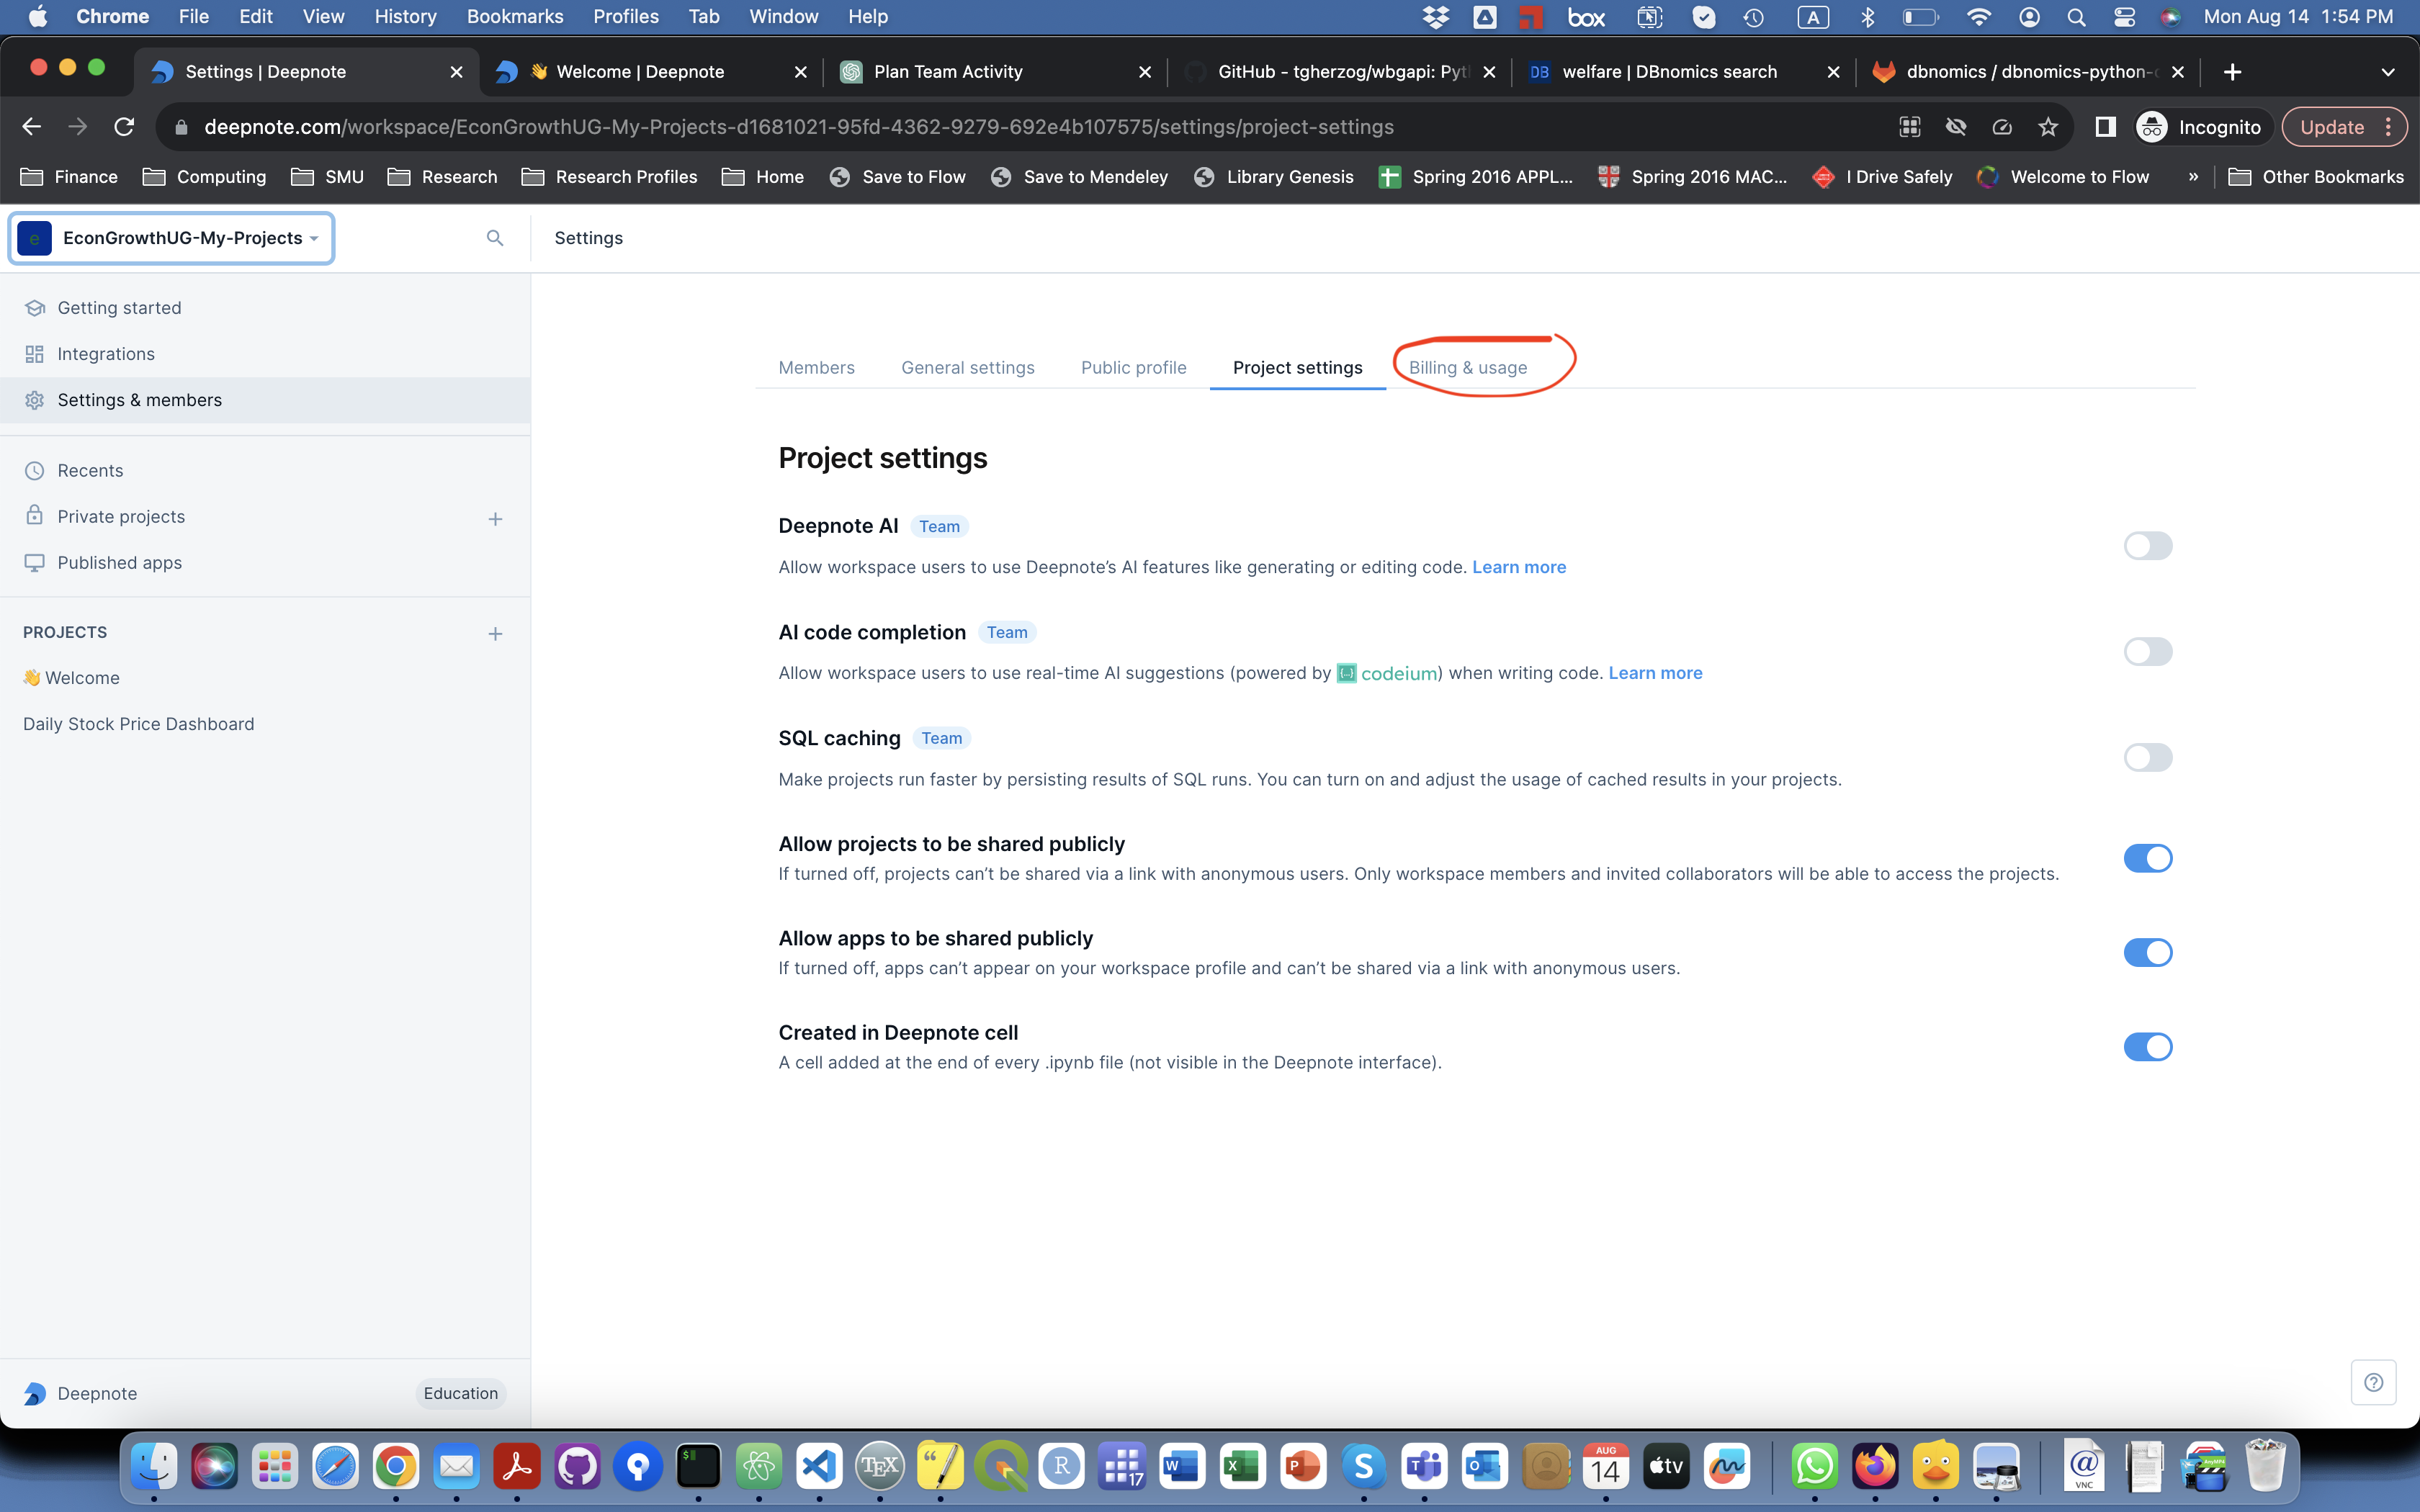 Chrome File Edit View History Bookmarks Profiles Tab Window Help box A Mon Aug 14 1:54 PM
Settings | Deepnote 👋 Welcome | Deepnote Plan Team Activity GitHub - tgherzog/wbgapi: Pyt DB welfare | DBnomics search dbnomics / dbnomics-python-c
deepnote.com/workspace/EconGrowthUG-My-Projects-d1681021-95fd-4362-9279-692e4b107575/settings/project-settings Incognito Update
Finance Computing SMU Research Research Profiles Home Save to Flow Save to Mendeley Library Genesis Spring 2016 APPL... Spring 2016 MAC... I Drive Safely Welcome to Flow » Other Bookmarks
e EconGrowthUG-My-Projects Settings
Getting started
Integrations
Settings & members
Recents
Private projects
Published apps
PROJECTS
👋 Welcome
Daily Stock Price Dashboard
Deepnote Education
Members General settings Public profile Project settings Billing & usage
Project settings
Deepnote AI Team
Allow workspace users to use Deepnote’s AI features like generating or editing code. Learn more
AI code completion Team
Allow workspace users to use real-time AI suggestions (powered by codeium) when writing code. Learn more
SQL caching Team
Make projects run faster by persisting results of SQL runs. You can turn on and adjust the usage of cached results in your projects.
Allow projects to be shared publicly
If turned off, projects can’t be shared via a link with anonymous users. Only workspace members and invited collaborators will be able to access the projects.
Allow apps to be shared publicly
If turned off, apps can’t appear on your workspace profile and can’t be shared via a link with anonymous users.
Created in Deepnote cell
A cell added at the end of every .ipynb file (not visible in the Deepnote interface).
$ TEX R 17 W X P S T O AUG 14 tv @ VNC AnyMP4